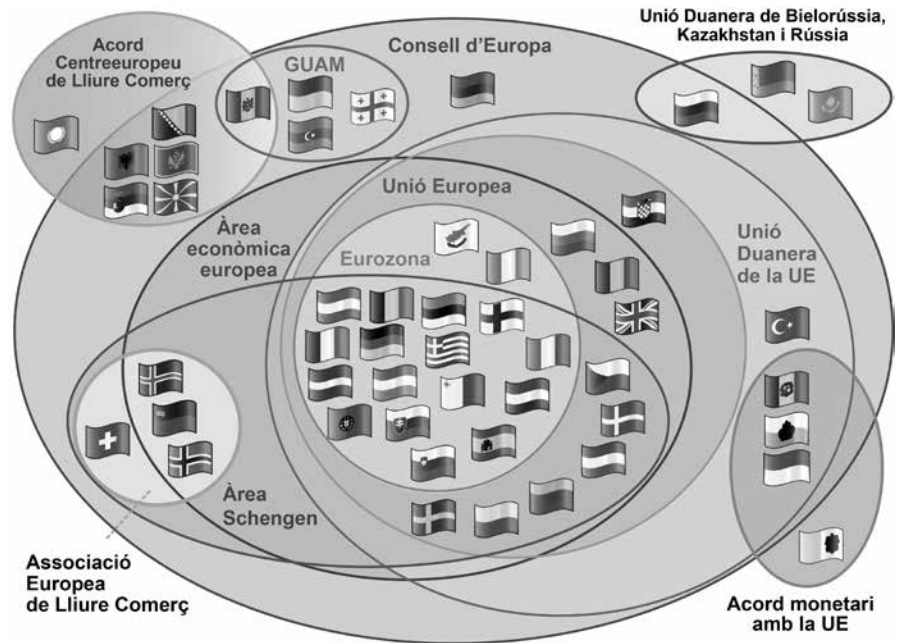 Acord
Centreeuropeu
de Lliure Comerç
GUAM
Consell d’Europa
Unió Duanera de Bielorússia,
Kazakhstan i Rússia
Unió Europea
Àrea
econòmica
europea
Eurozona
Unió
Duanera
de la UE
Àrea
Schengen
Associació
Europea
de Lliure Comerç
Acord monetari
amb la UE